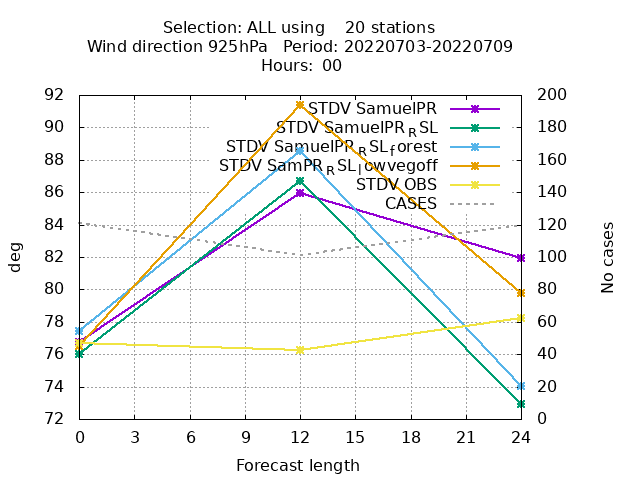 Selection: ALL using    20 stations
Wind direction 925hPa   Period: 20220703-20220709
Hours: 00
92
90
88
86
84
82
80
78
76
74
72
200
180
160
140
120
100
80
60
40
20
0
deg
No cases
STDV SamuelPR
STDV SamuelPR_RSL
STDV SamuelPR_RSL_forest
STDV SamPR_RSL_lowvegoff
STDV OBS
CASES
0 3 6 9 12 15 18 21 24
Forecast length